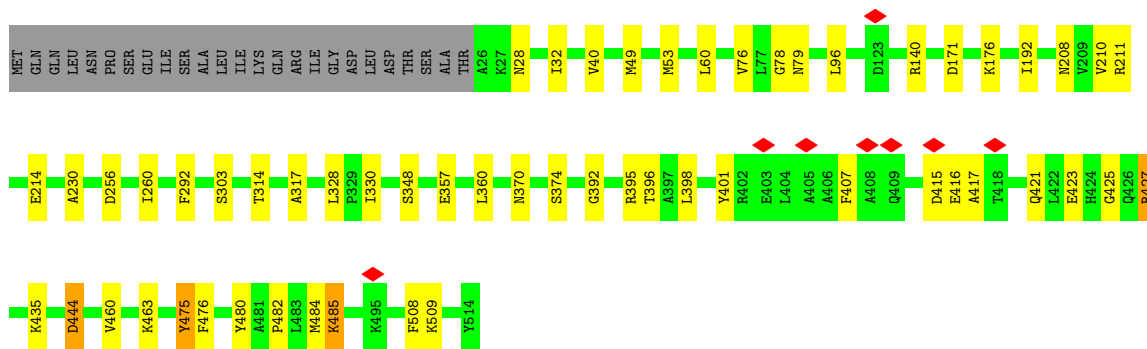 MET GLN GLN LEU ASN PRO SER GLU ILE SER ALA LEU ILE LYS GLN ARG ILE GLY ASP LEU ASP THR SER ALA THR A26 K27 N28 I32 V40 M49 M53 L60 V76 L77 G78 N79 L96 D123 R140 D171 K176 I192 N208 V209 V210 R211
E214 A230 D256 I260 F292 S303 T314 A317 L328 P329 I330 S348 E357 L360 N370 S374 G392 R395 T396 A397 L398 Y401 R402 E403 L404 A405 A406 F407 A408 Q409 D415 E416 A417 T418 Q421 L422 E423 H424 G425 Q426 R427
K435 D444 V460 K463 Y475 F476 Y480 A481 P482 L483 M484 K485 K495 F508 K509 Y514